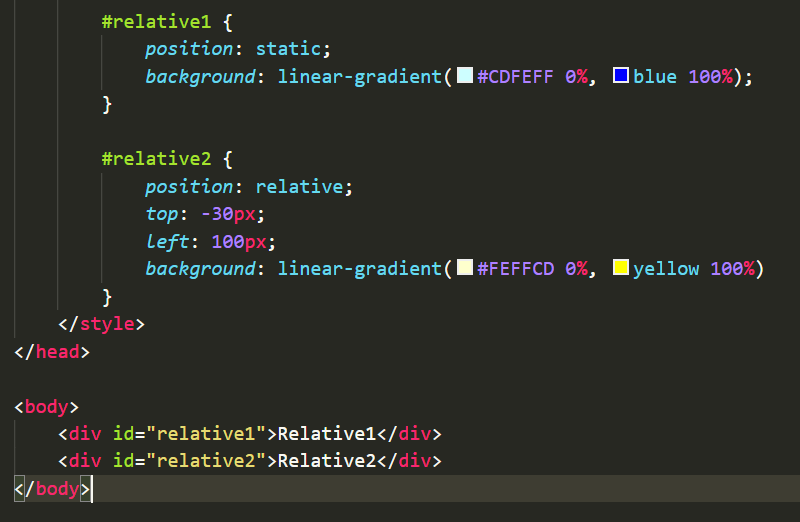 #relative1 {
position: static;
background: linear-gradient(#CDFEFF 0%, blue 100%);
}
#relative2 {
position: relative;
top: -30px;
left: 100px;
background: linear-gradient(#FEFFCD 0%, yellow 100%)
}
</style>
</head>
<body>
<div id="relative1">Relative1</div>
<div id="relative2">Relative2</div>
</body>